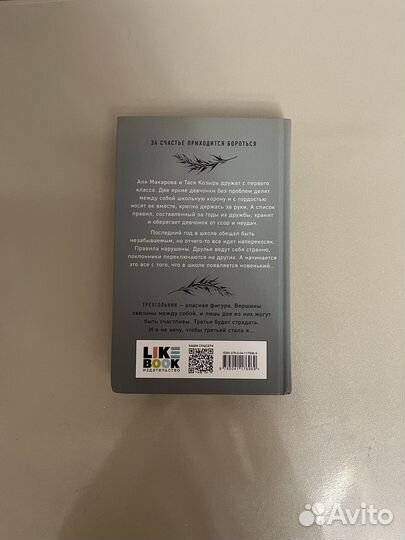 ЗА СЧАСТЬЕ ПРИХОДИТСЯ БОРОТЬСЯ
Аля Макарова и Тася Козырь дружат с первого
класса. Две яркие девчонки без проблем делят
между собой школьную корону и с гордостью
носят ее вместе, крепко держась за руки. А список
правил, составленный за годы их дружбы, хранит
и оберегает девчонок от ссор и неудач.
Последний год в школе обещал быть
незабываемым, но отчего-то все идет наперекосяк.
Правила нарушены. Друзья ведут себя странно,
поклонники переключаются на других. А начинается
это все с того, что в школе появляется новенький...
ТРЕУГОЛЬНИК — опасная фигура. Вершины
связаны между собой, и лишь две из них могут
быть счастливы. Третья будет страдать.
И я не хочу, чтобы третьей стала я...
LIKE
BOOK
ИЗДАТЕЛЬСТВО
НАШИ СОЦСЕТИ
ISBN
Avito